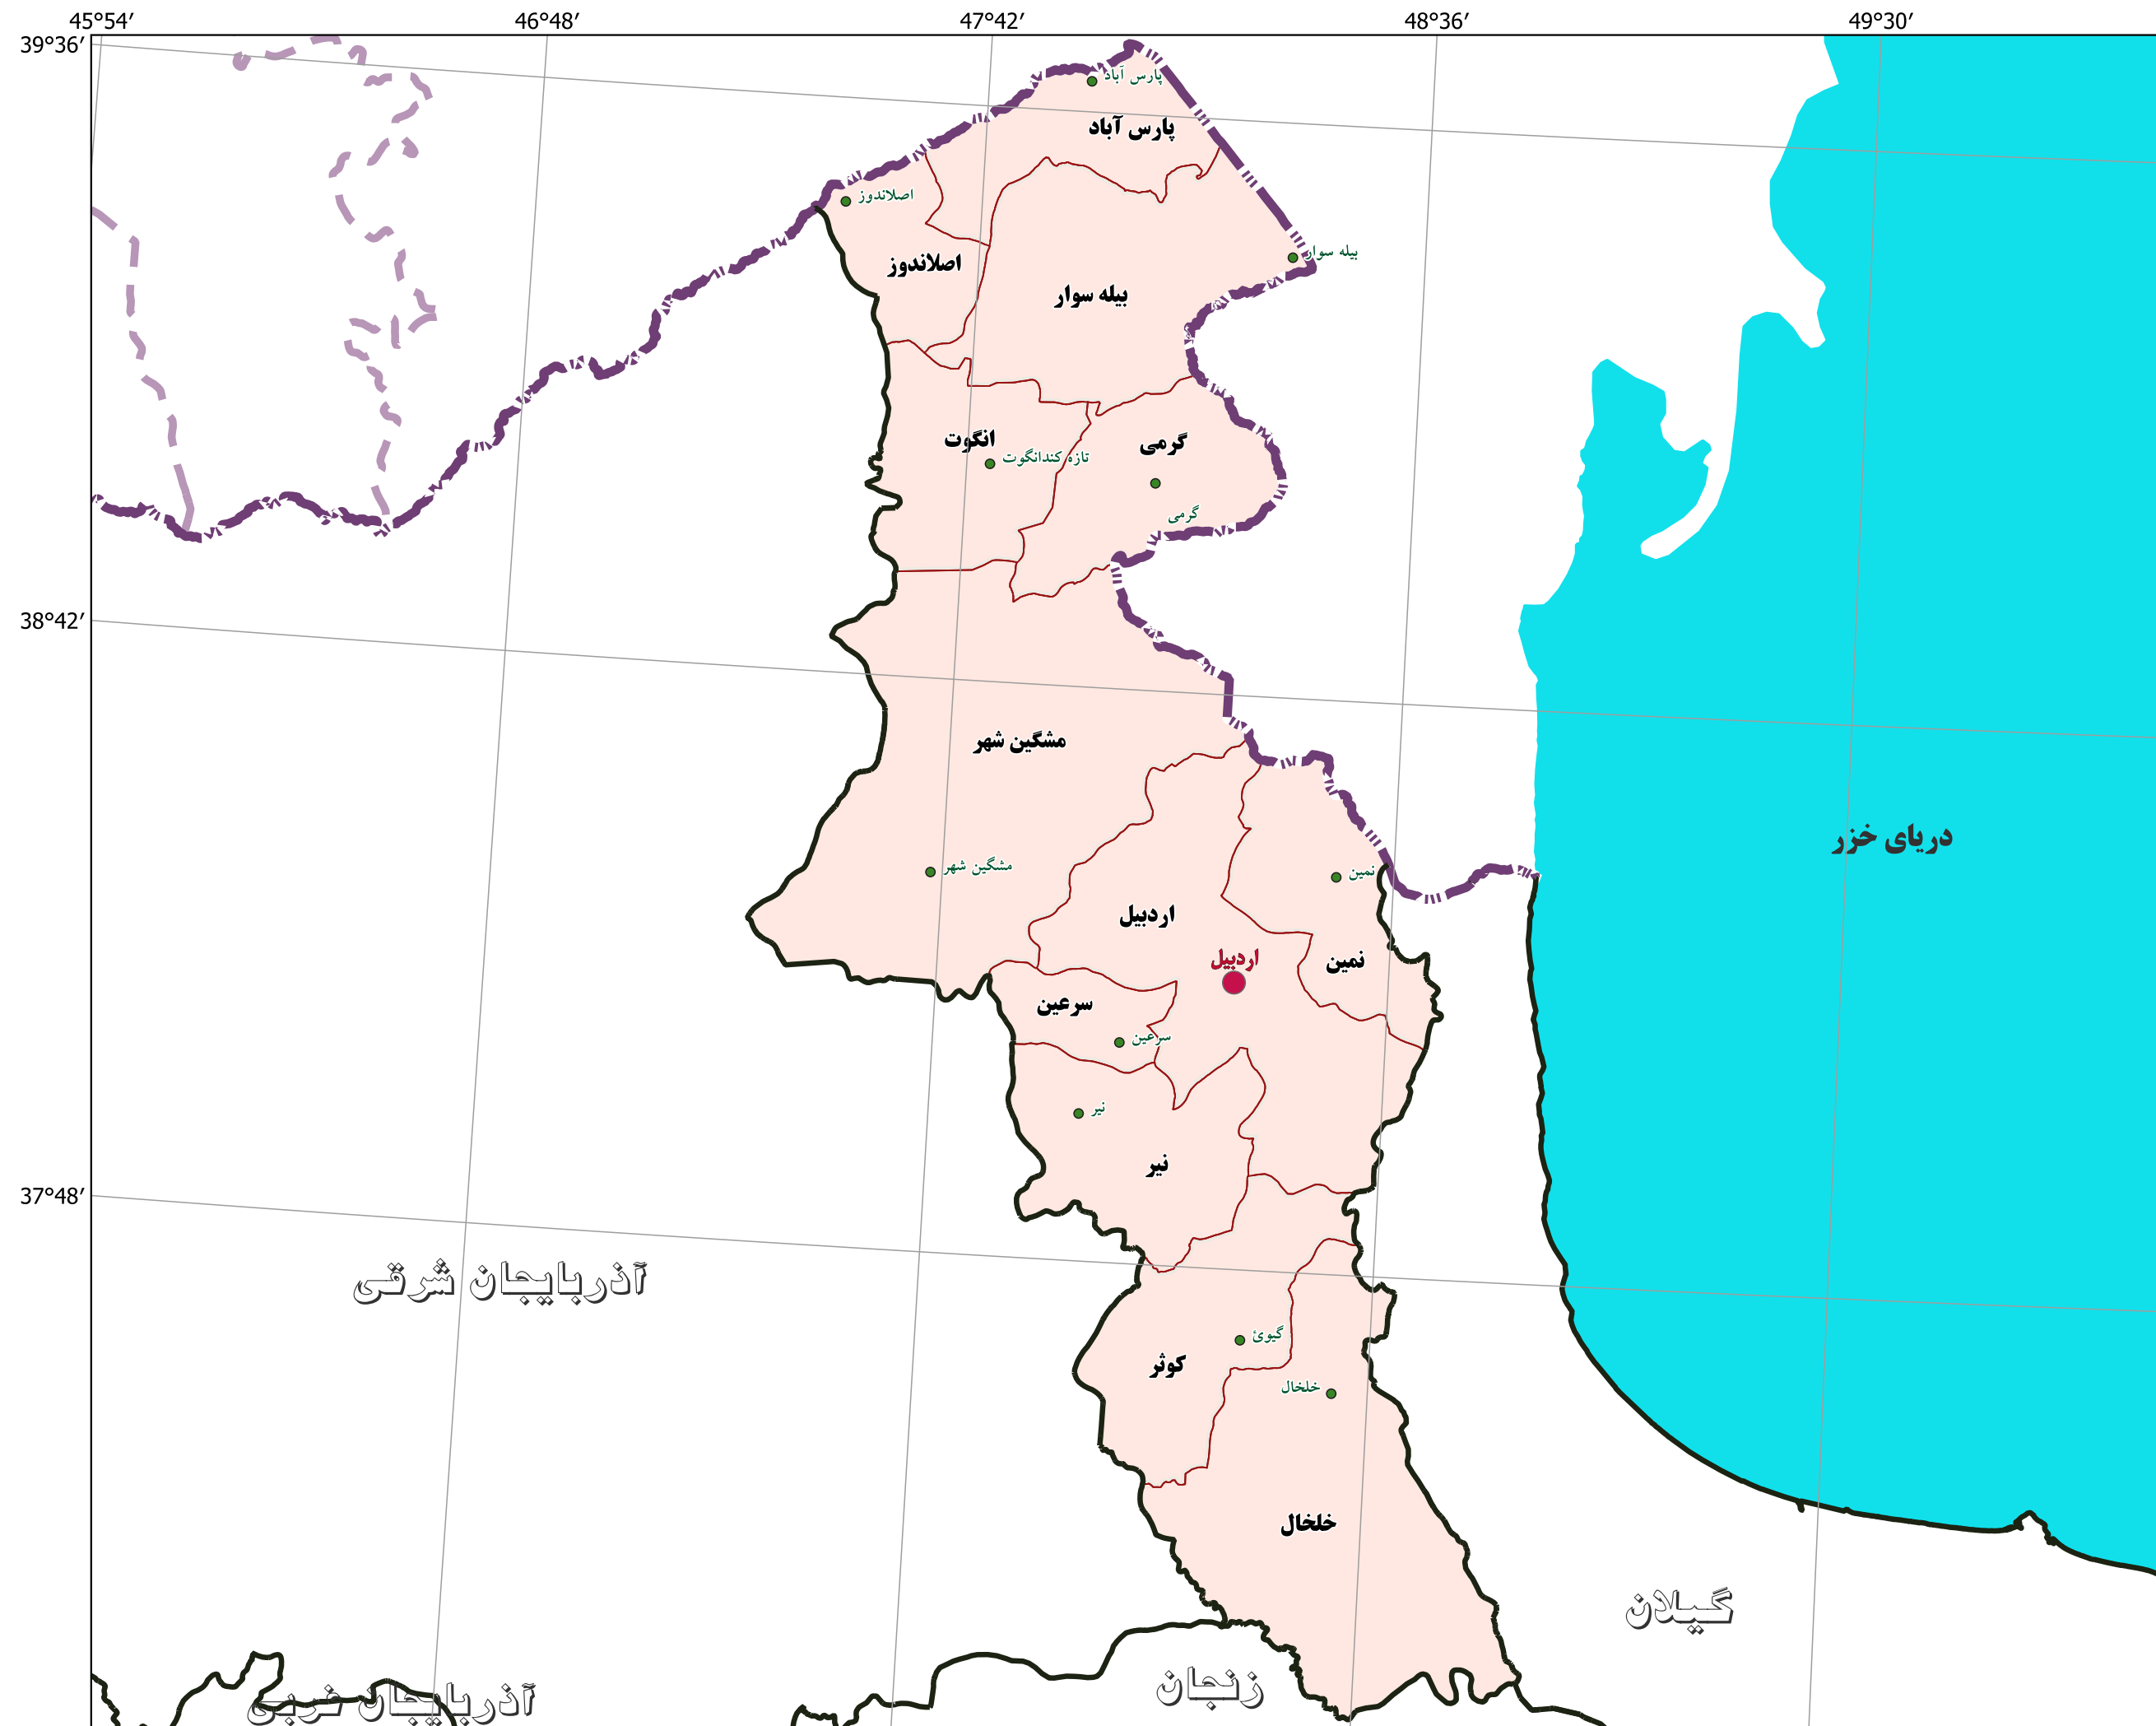 45°54′ 46°48′ 47°42′ 48°36′ 49°30′
39°36′
پارس آباد
پارس آباد
اصلاندوز
بیله سوار
اصلاندوز
بیله سوار
انگوت
گرمی
تازه کندانگوت
گرمی
38°42′
مشگین شهر
دریای خزر
مشگین شهر
نمین
اردبیل
اردبیل
نمین
سرعین
سرعین
نیر
نیر
37°48′
آذربایجان شرقی
گیوئ
کوثر
خلخال
خلخال
گیلان
زنجان
آذربایجان غربی